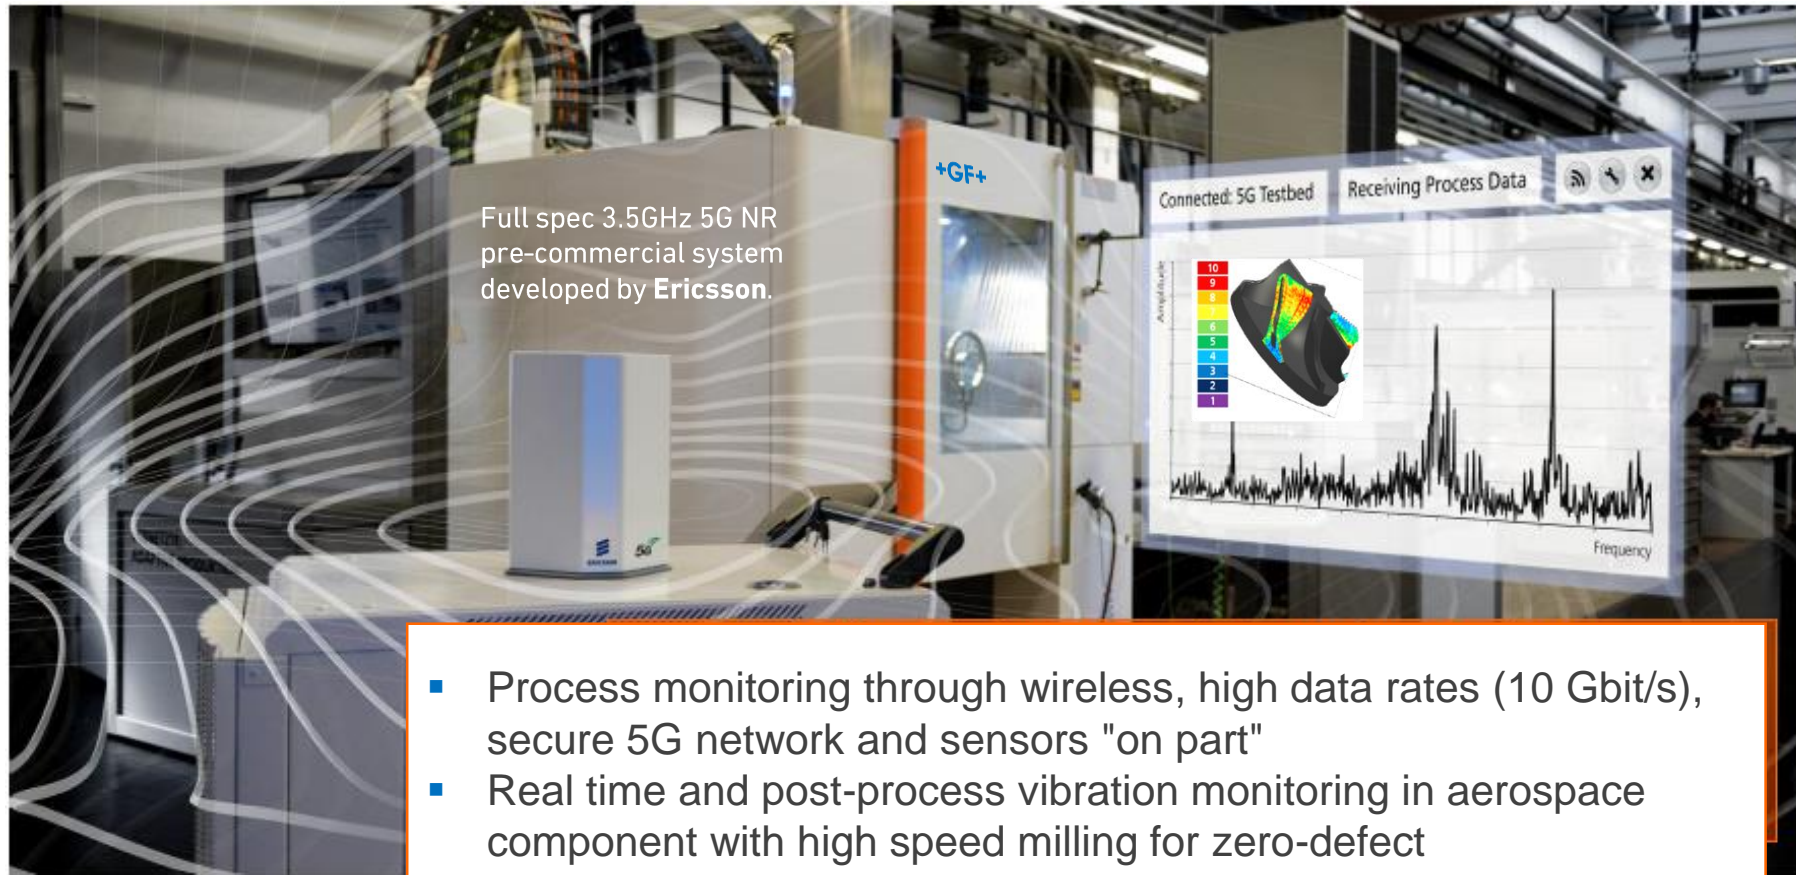 +GF+
Full spec 3.5GHz 5G NR
pre-commercial system
developed by Ericsson.
Connected: 5G Testbed
Receiving Process Data
Amplitude
10
9
8
7
6
5
4
3
2
1
Frequency
ERICSSON
5G
▪ Process monitoring through wireless, high data rates (10 Gbit/s),
secure 5G network and sensors "on part"
▪ Real time and post-process vibration monitoring in aerospace
component with high speed milling for zero-defect